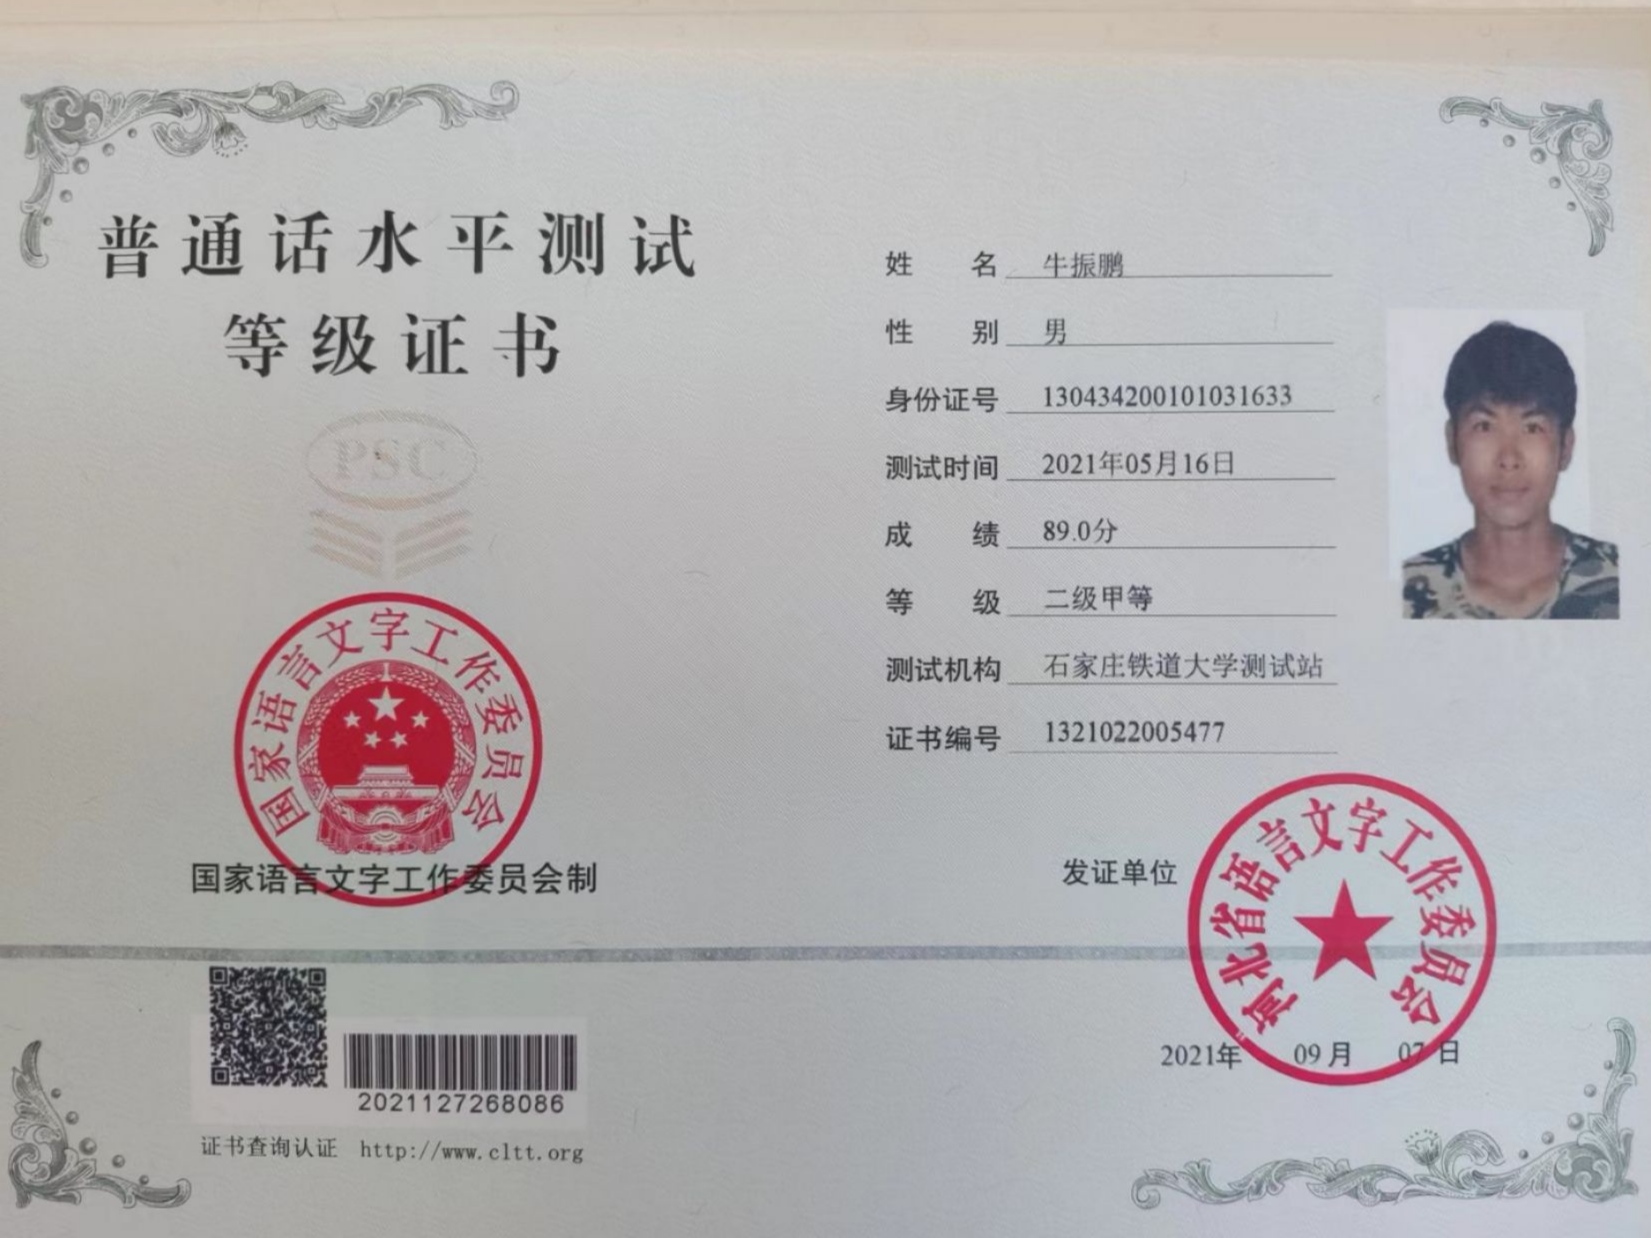 普通话水平测试
等级证书
PSC
国家语言文字工作委员会
国家语言文字工作委员会制
2021127268086
证书查询认证 http://www.cltt.org
姓 名 牛振鹏
性 别 男
身份证号 130434200101031633
测试时间 2021年05月16日
成 绩 89.0分
等 级 二级甲等
测试机构 石家庄铁道大学测试站
证书编号 1321022005477
发证单位
河北省语言文字工作委员会
2021年 09月 07日